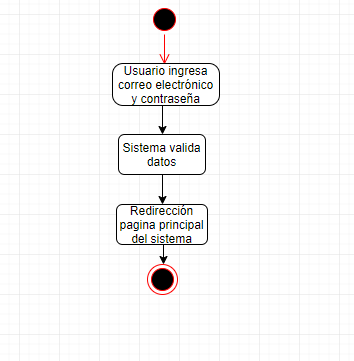 Usuario ingresa
correo electrónico
y contraseña
Sistema valida
datos
Redirección
pagina principal
del sistema